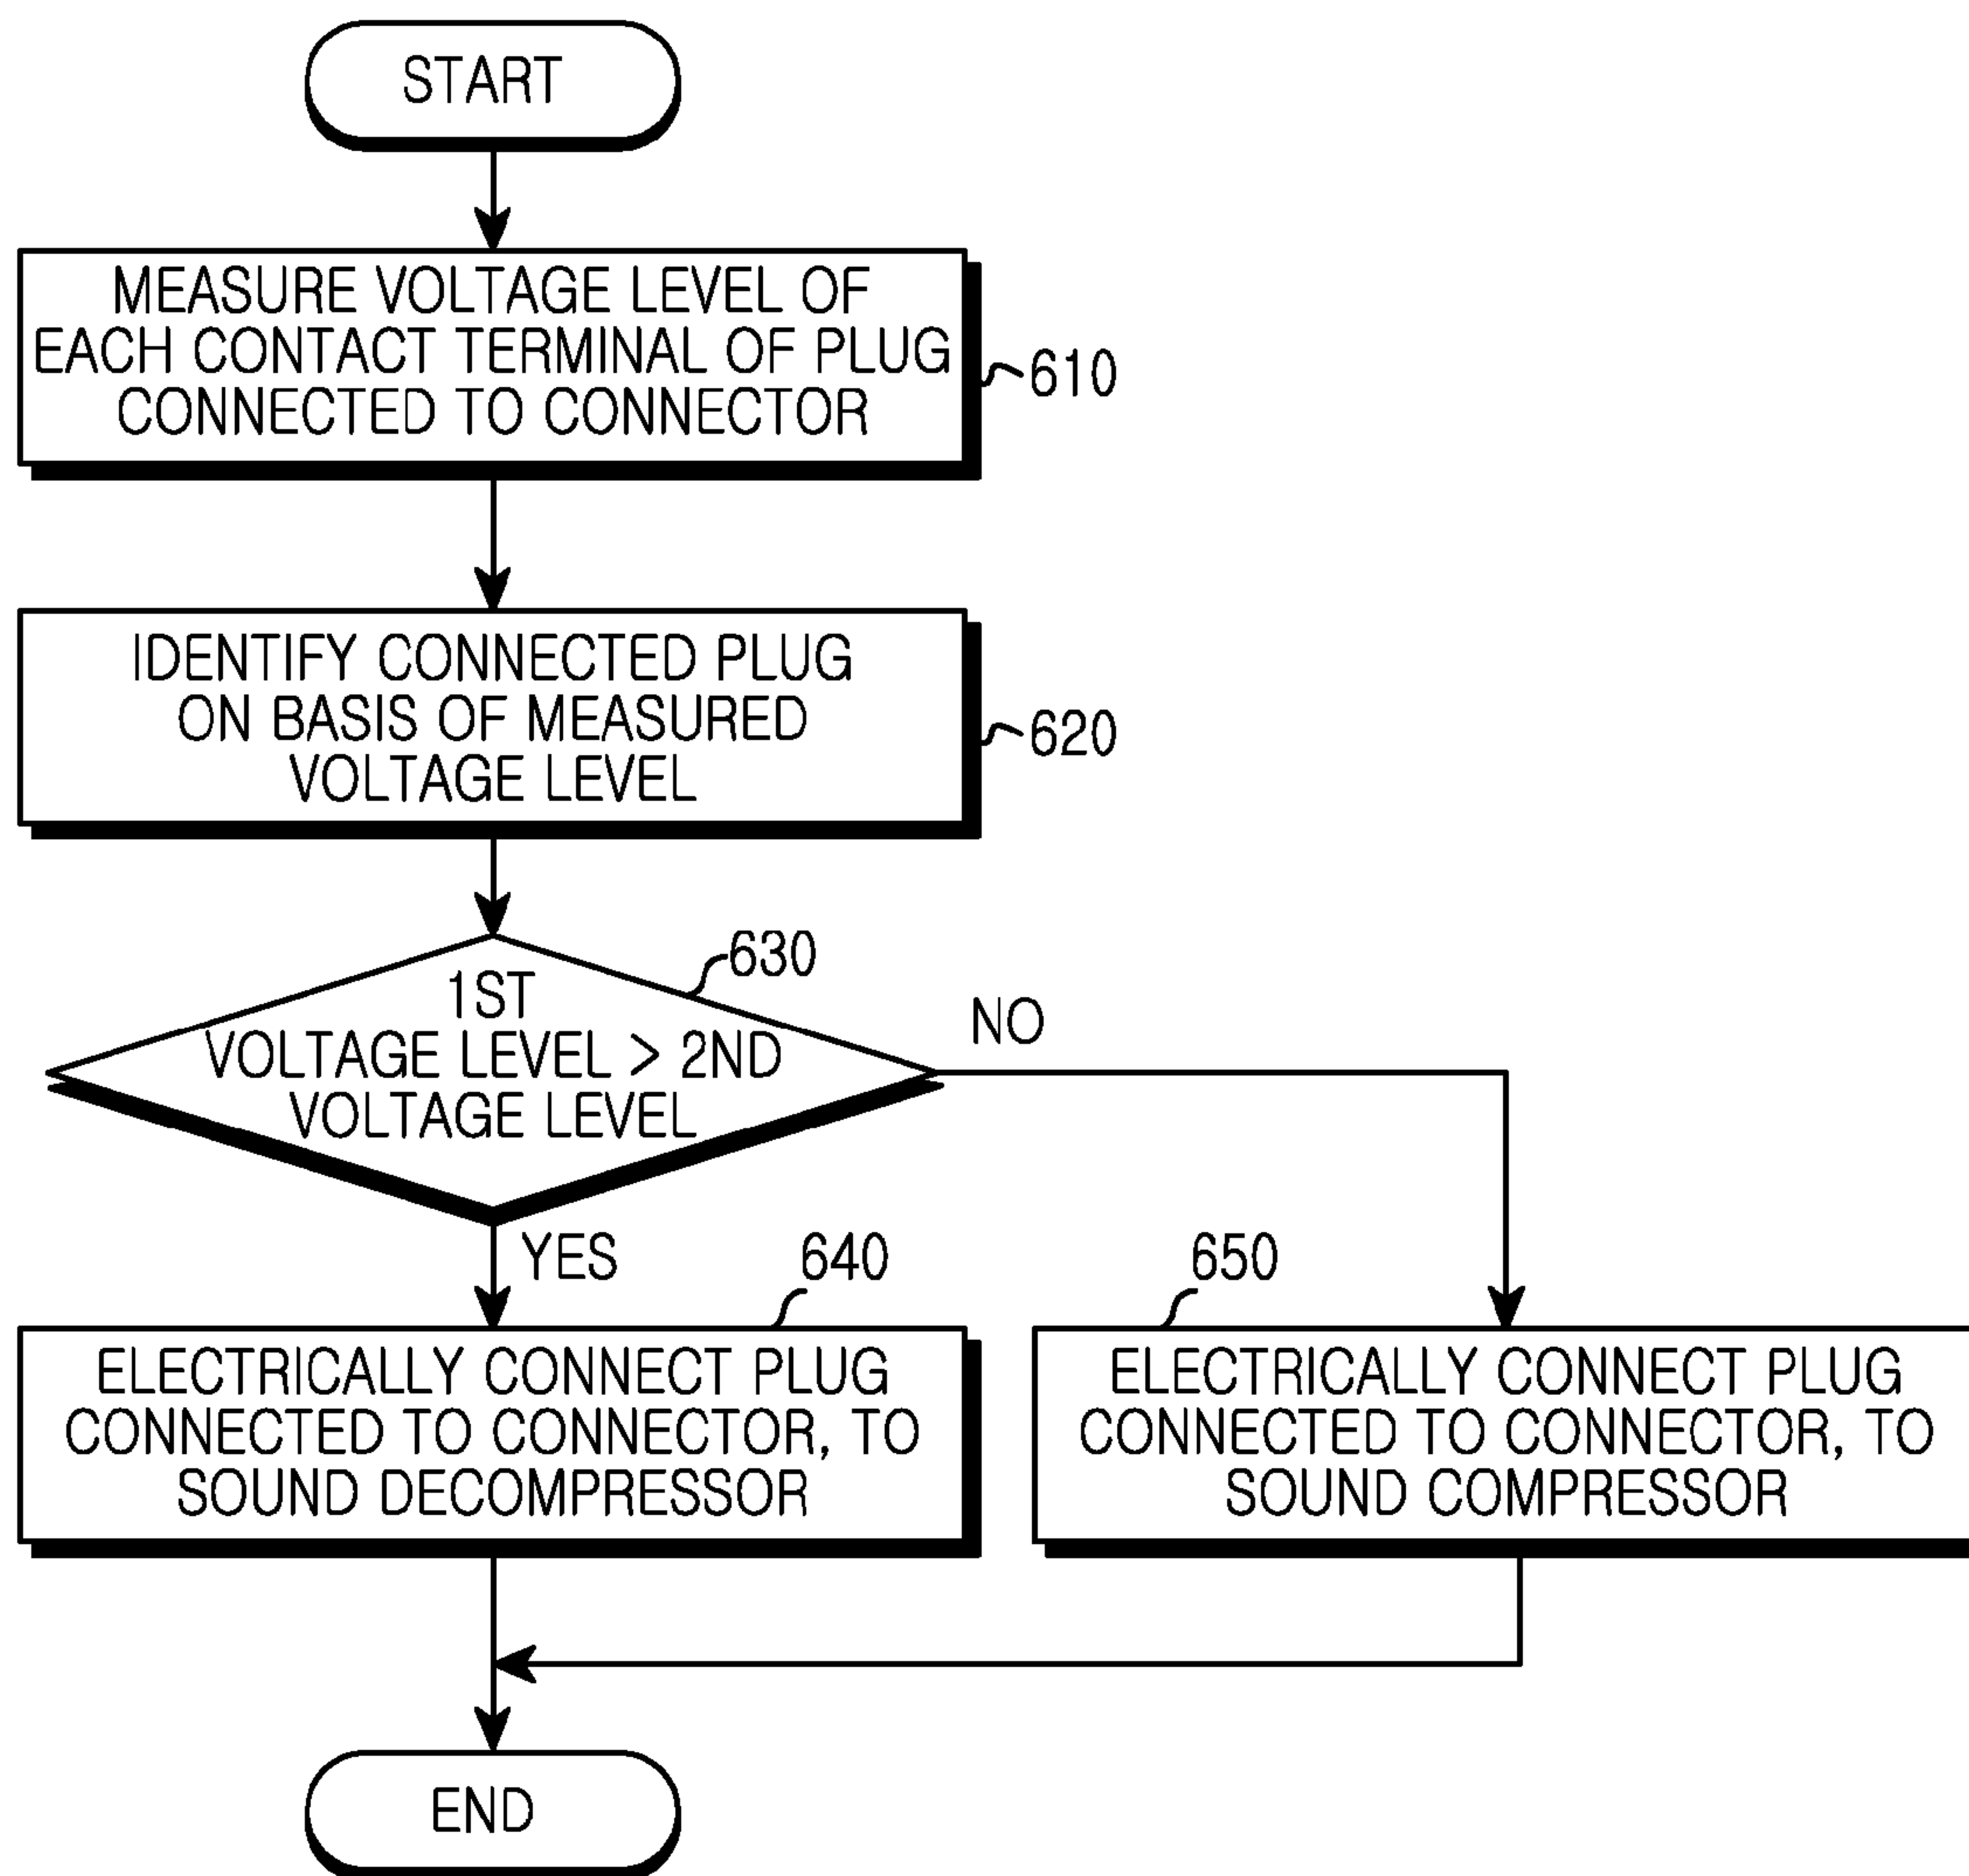 START
MEASURE VOLTAGE LEVEL OF
EACH CONTACT TERMINAL OF PLUG
CONNECTED TO CONNECTOR
610
IDENTIFY CONNECTED PLUG
ON BASIS OF MEASURED
VOLTAGE LEVEL
620
630
1ST
VOLTAGE LEVEL > 2ND
VOLTAGE LEVEL
NO
YES
640
ELECTRICALLY CONNECT PLUG
CONNECTED TO CONNECTOR, TO
SOUND DECOMPRESSOR
650
ELECTRICALLY CONNECT PLUG
CONNECTED TO CONNECTOR, TO
SOUND COMPRESSOR
END